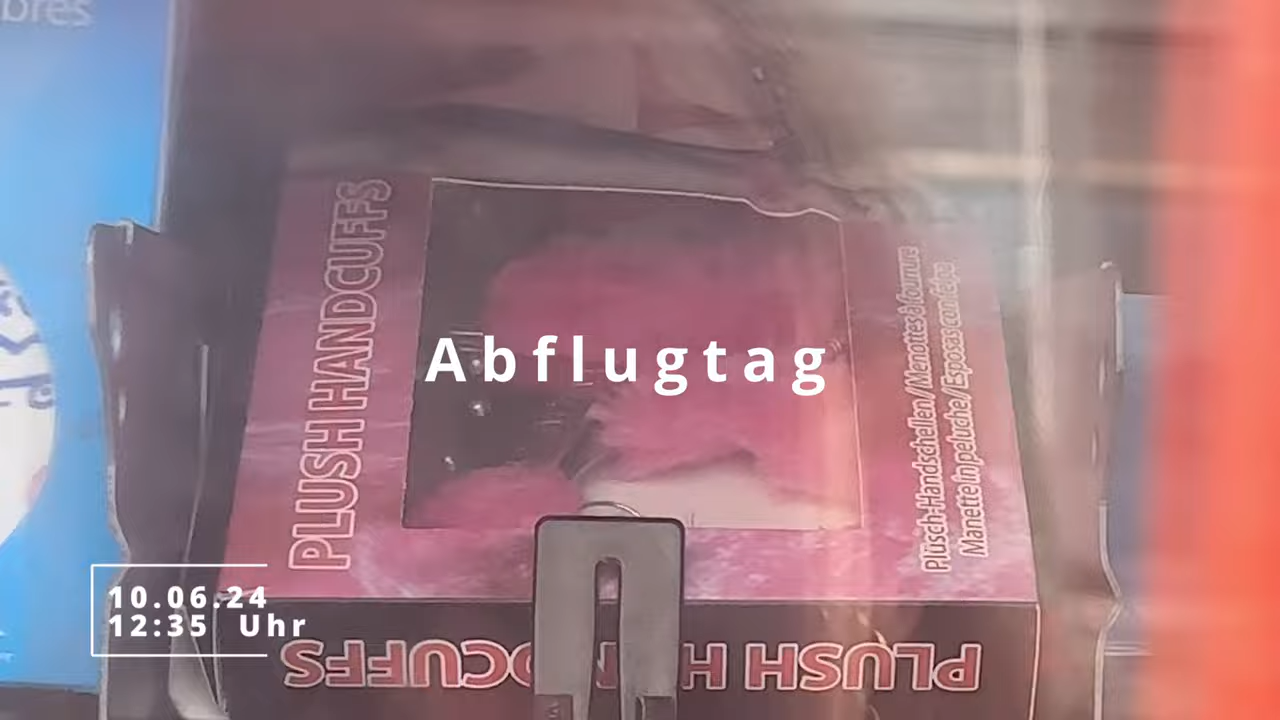 bres
PLUSH HANDCUFFS
Abflugtag
Plüsch-Handschellen / Menottes à fourrure
Manette in peluche / Esposas con felpa
10.06.24
12:35 Uhr
PLUSH H CUFFS